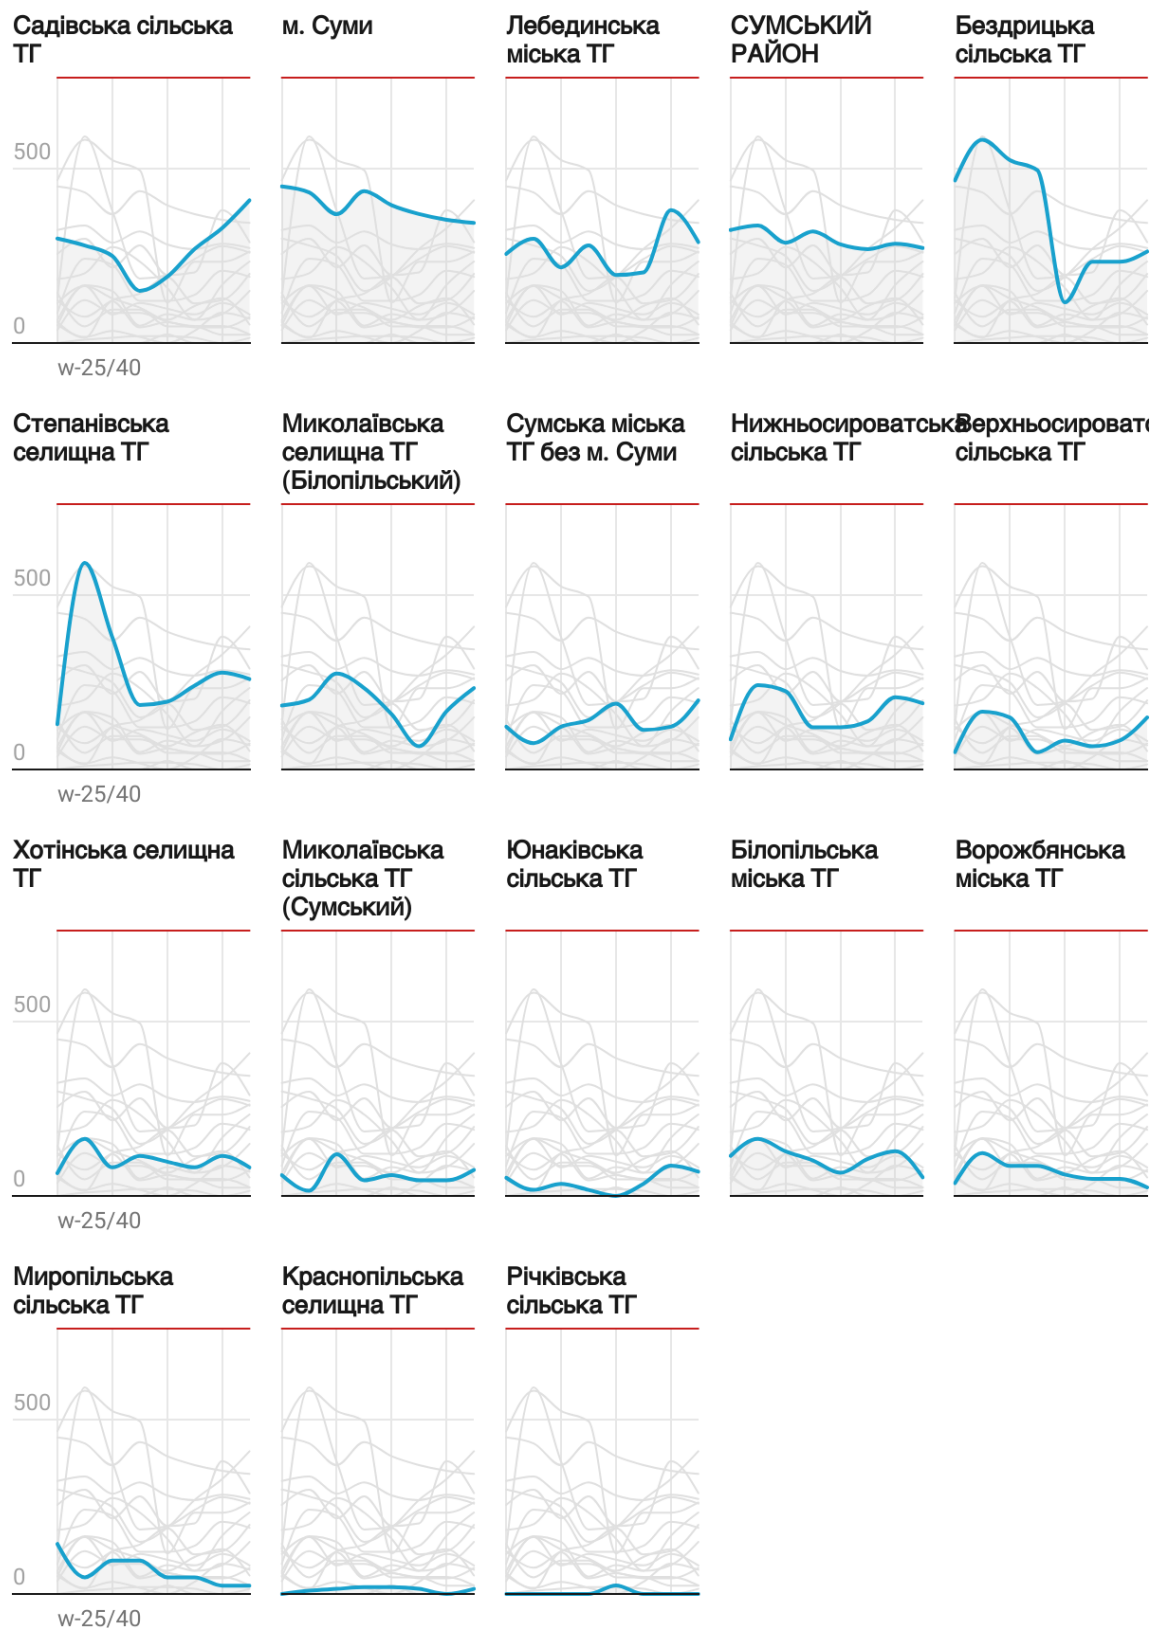 Садівська сільська
ТГ
м. Суми
Лебединська
міська ТГ
СУМСЬКИЙ
РАЙОН
Бездрицька
сільська ТГ
500
0
w-25/40
Степанівська
селищна ТГ
Миколаївська
селищна ТГ
(Білопільський)
Сумська міська
ТГ без м. Суми
Нижньосироватська
сільська ТГ
Верхньосироватс
сільська ТГ
500
0
w-25/40
Хотінська селищна
ТГ
Миколаївська
сільська ТГ
(Сумський)
Юнаківська
сільська ТГ
Білопільська
міська ТГ
Ворожбянська
міська ТГ
500
0
w-25/40
Миропільська
сільська ТГ
Краснопільська
селищна ТГ
Річківська
сільська ТГ
500
0
w-25/40